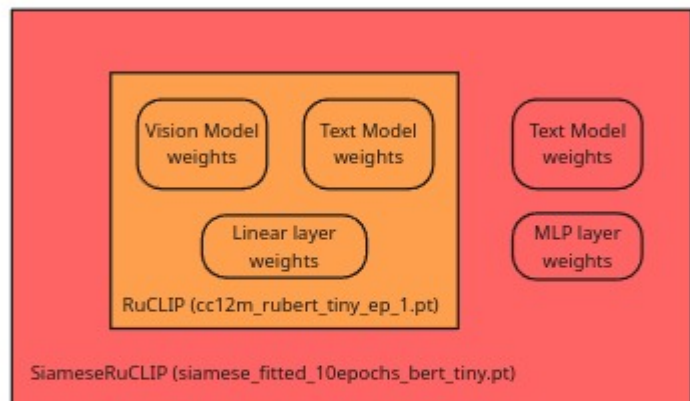 Vision Model
weights
Text Model
weights
Text Model
weights
Linear layer
weights
MLP layer
weights
RuCLIP (cc12m_rubert_tiny_ep_1.pt)
SiameseRuCLIP (siamese_fitted_10epochs_bert_tiny.pt)